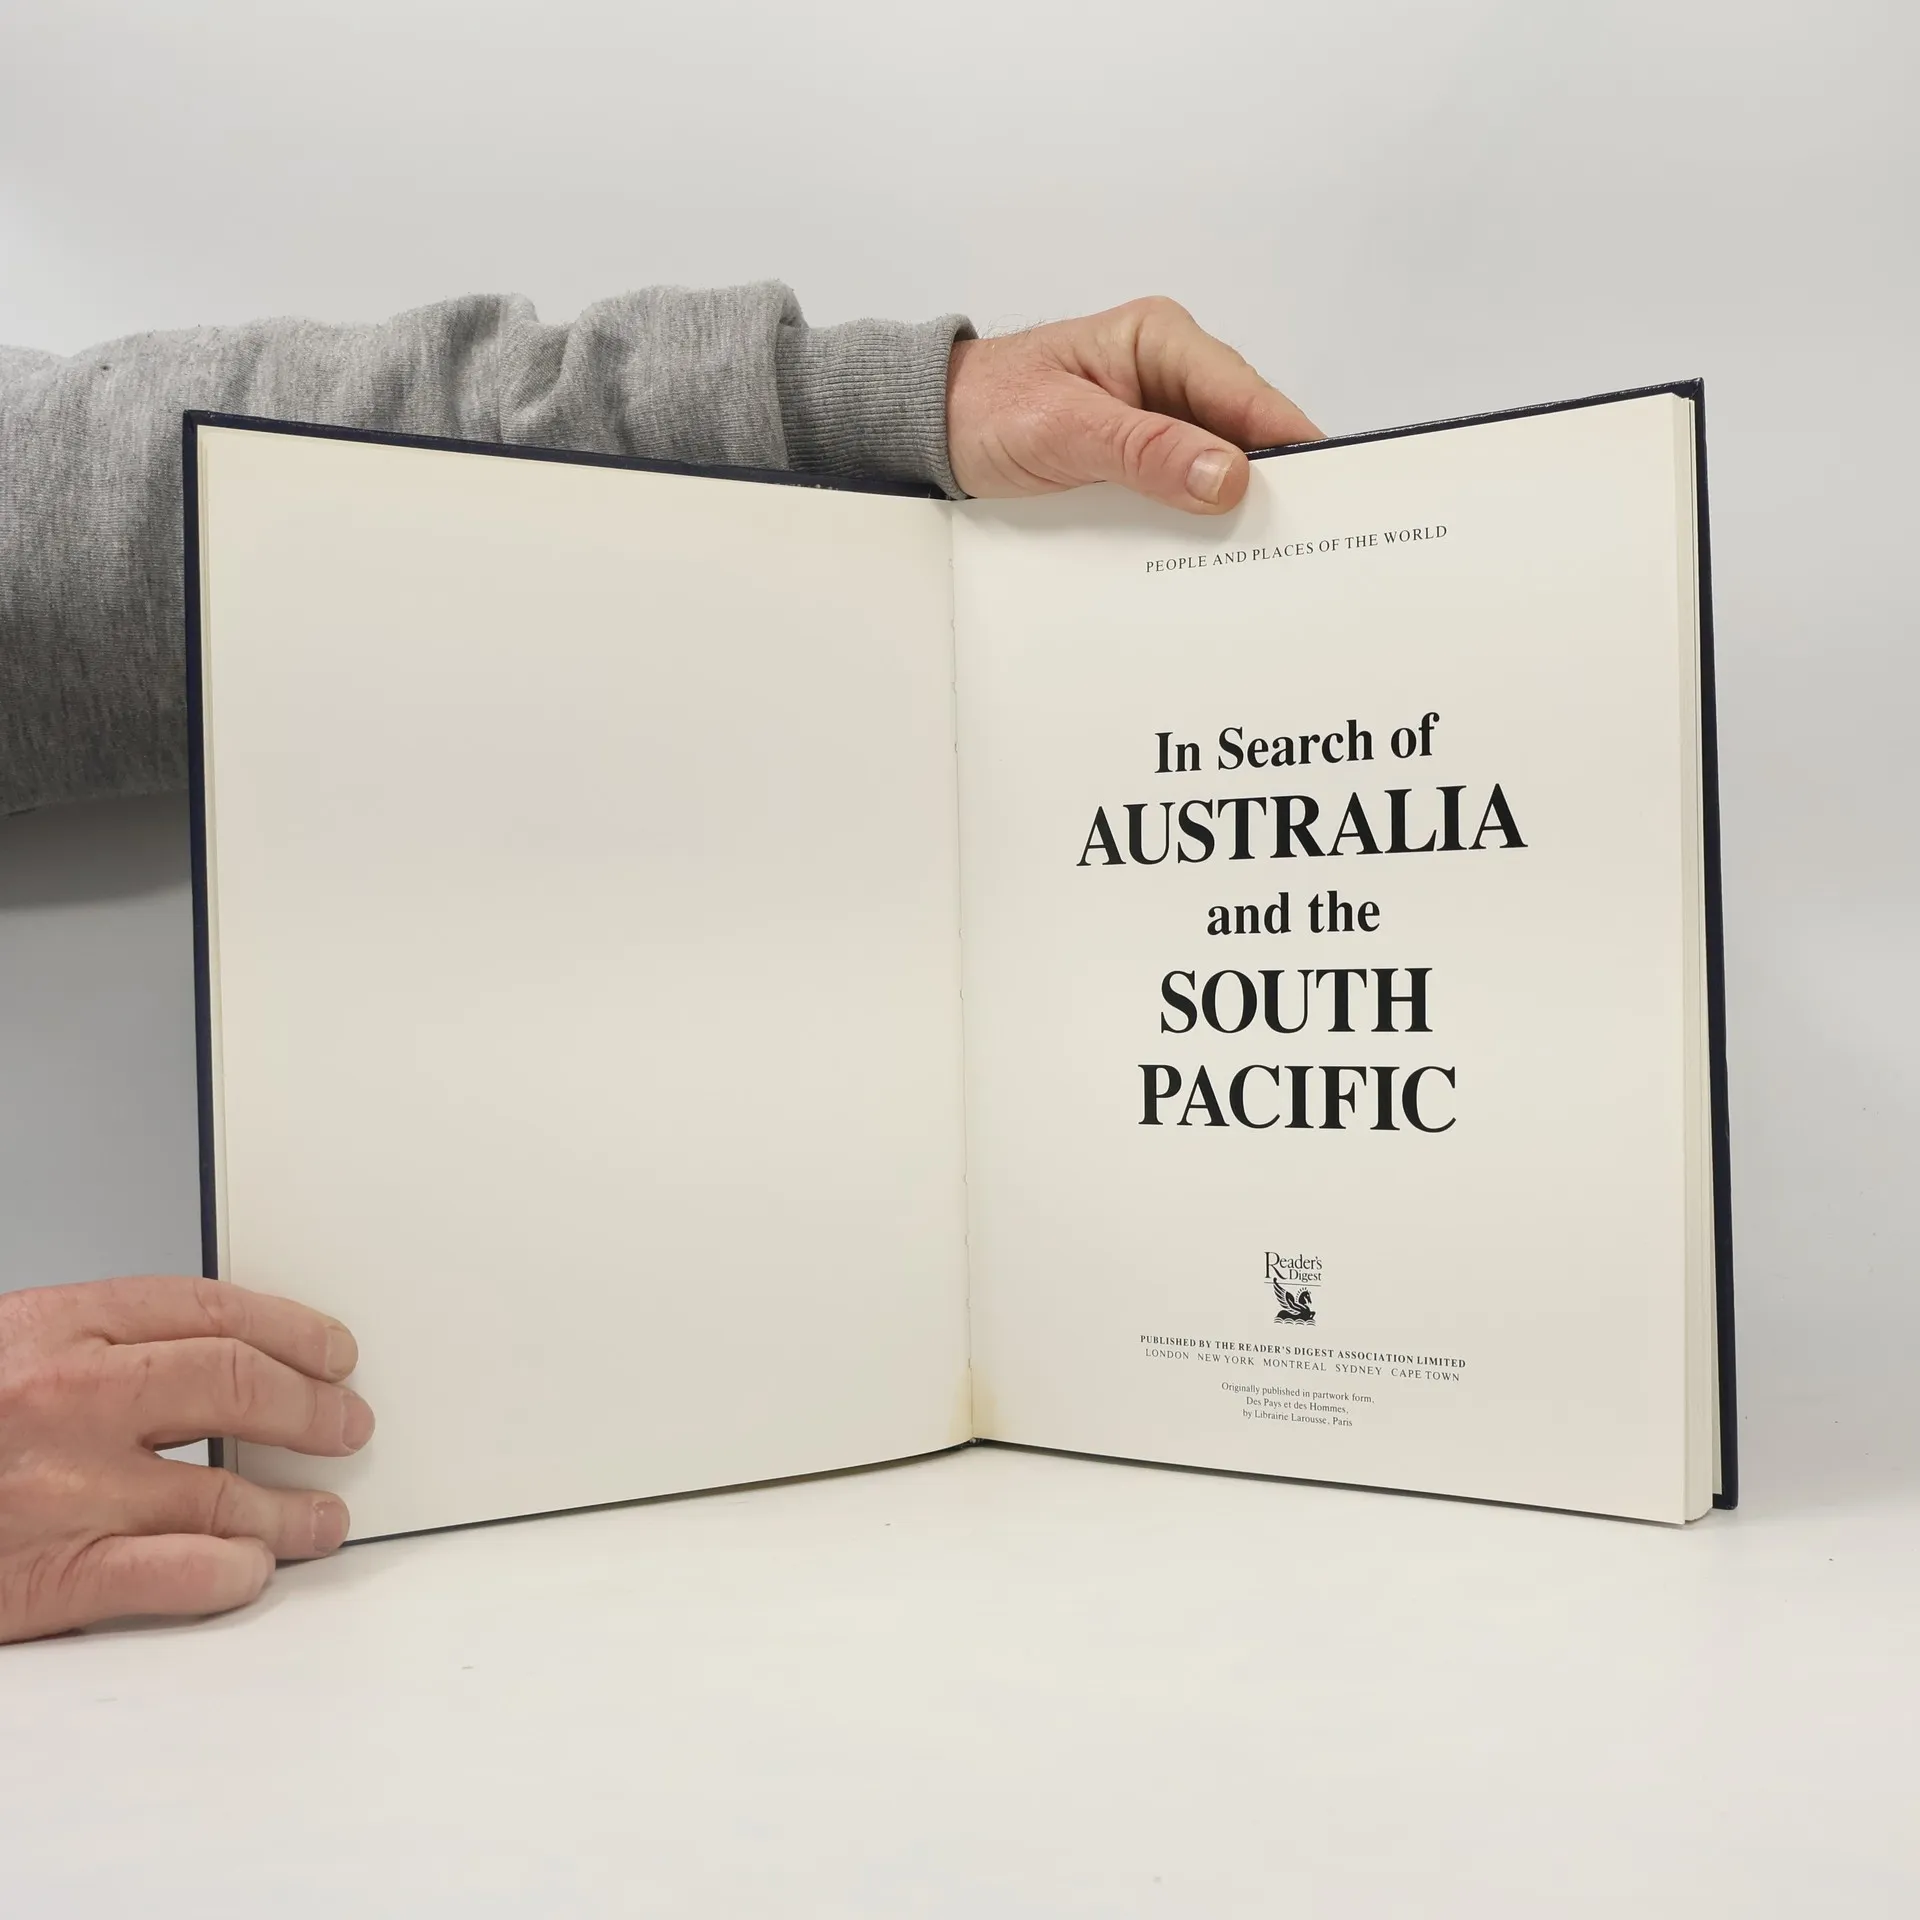 PEOPLE AND PLACES OF THE WORLD
In Search of
AUSTRALIA
and the
SOUTH
PACIFIC
Reader's
Digest
PUBLISHED BY THE READER'S DIGEST ASSOCIATION LIMITED
LONDON NEW YORK MONTREAL SYDNEY CAPE TOWN
Originally published in partwork form,
Des Pays et des Hommes,
by Librairie Larousse, Paris